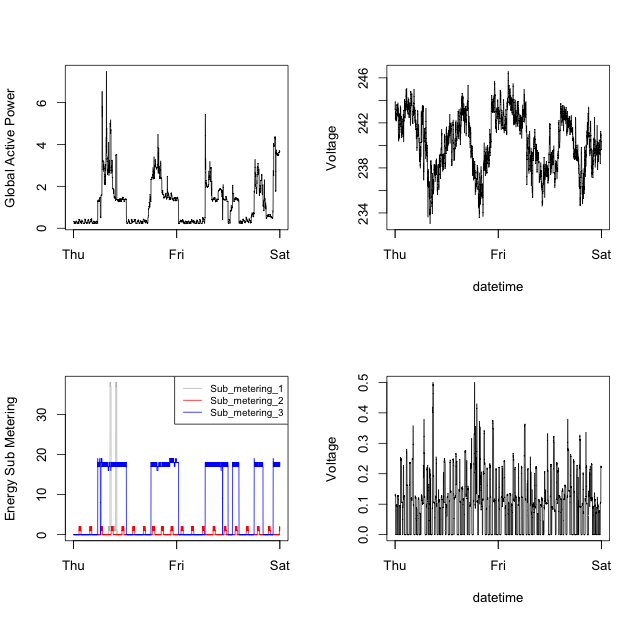 Global Active Power
0 2 4 6
Thu Fri Sat
Voltage
234 238 242 246
Thu Fri Sat
datetime
Energy Sub Metering
0 10 20 30
Sub_metering_1
Sub_metering_2
Sub_metering_3
Thu Fri Sat
Voltage
0.0 0.1 0.2 0.3 0.4 0.5
Thu Fri Sat
datetime